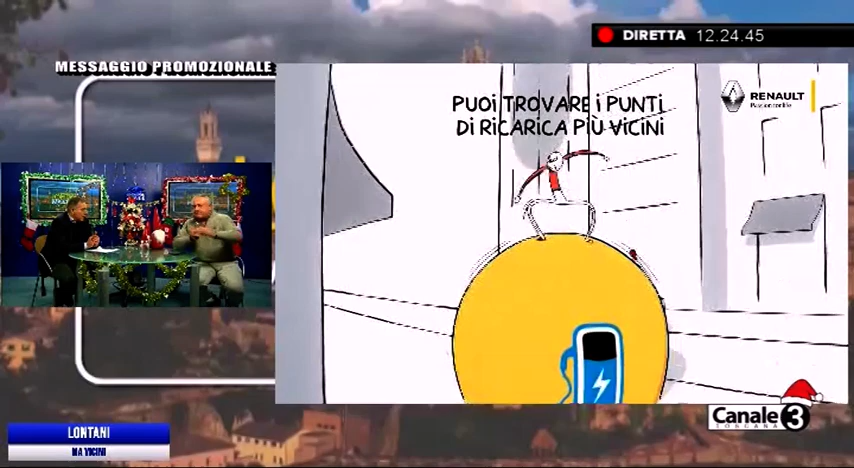 DIRETTA 12.24.45
MESSAGGIO PROMOZIONALE
PUOI TROVARE I PUNTI
DI RICARICA PIÙ VICINI
RENAULT
LONTANI
MA VICINI
Canale 3
TOSCANA